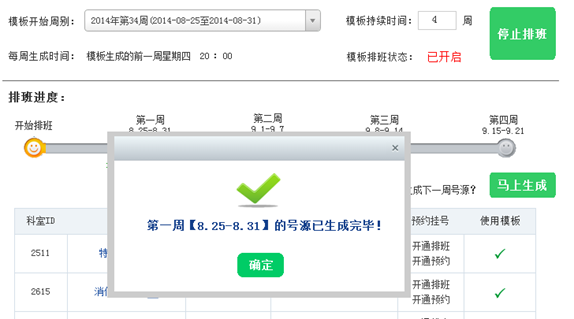 模板开始周别： 2014年第34周(2014-08-25至2014-08-31) 模板持续时间： 4 周 停止排班
每周生成时间： 模板生成的前一周星期四 20 : 00 模板排班状态： 已开启
排班进度：
开始排班 第一周 第二周 第三周 第四周
8.25-8.31 9.1-9.7 9.8-9.14 9.15-9.21
×
成下一周号源? 马上生成
第一周【8.25-8.31】的号源已生成完毕!
确定
科室ID 预约挂号 使用模板
2511 特 开通排班
开通预约
2615 消 开通排班
开通预约